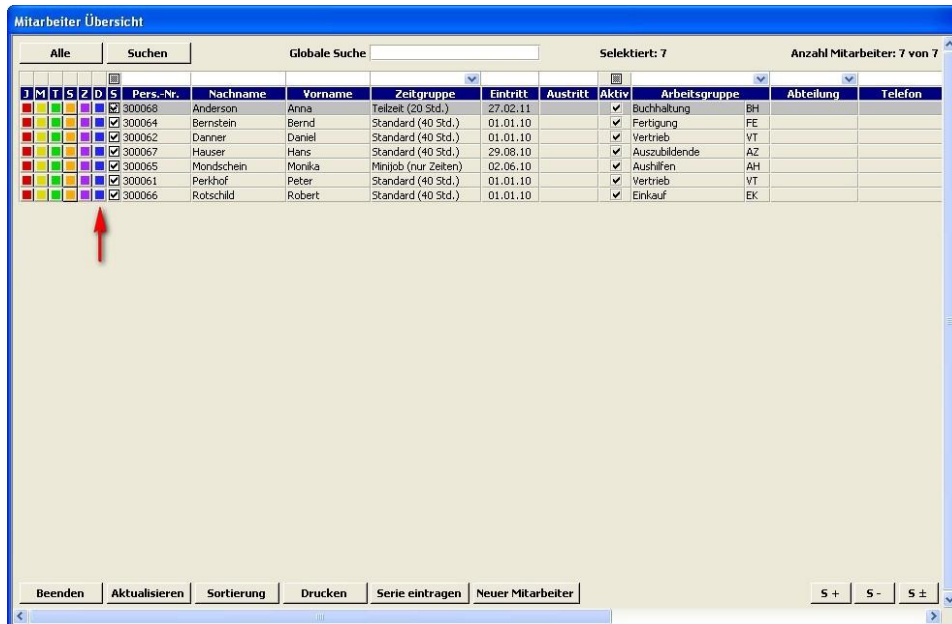 Mitarbeiter Übersicht
Alle Suchen Globale Suche Selektiert: 7 Anzahl Mitarbeiter: 7 von 7
J M T S Z D S Pers.-Nr. Nachname Vorname Zeitgruppe Eintritt Austritt Aktiv Arbeitsgruppe Abteilung Telefon
300068 Anderson Anna Teilzeit (20 Std.) 27.02.11 Buchhaltung BH
300064 Bernstein Bernd Standard (40 Std.) 01.01.10 Fertigung FE
300062 Danner Daniel Standard (40 Std.) 01.01.10 Vertrieb VT
300067 Hauser Hans Standard (40 Std.) 29.08.10 Auszubildende AZ
300065 Mondschein Monika Minijob (nur Zeiten) 02.06.10 Aushilfen AH
300061 Perkhof Peter Standard (40 Std.) 01.01.10 Vertrieb VT
300066 Rotschild Robert Standard (40 Std.) 01.01.10 Einkauf EK
Beenden Aktualisieren Sortierung Drucken Serie eintragen Neuer Mitarbeiter S + S - S ±